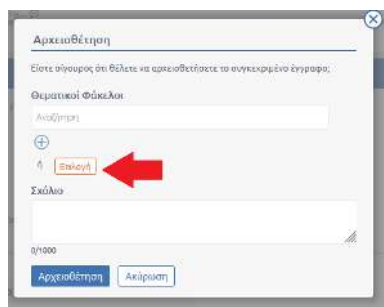 Αρχειοθέτηση
Είστε σίγουρος ότι θέλετε να αρχειοθετήσετε το συγκεκριμένο έγγραφο;
Θεματικοί Φάκελοι
Αναζήτηση
ή Επιλογή
Σχόλιο
0/1000
Αρχειοθέτηση Ακύρωση